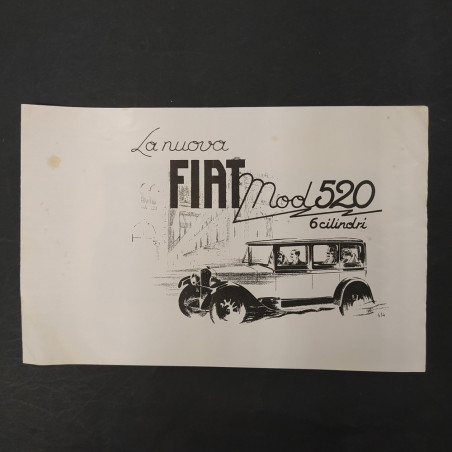 La nuova
FIAT Mod 520
6 cilindri